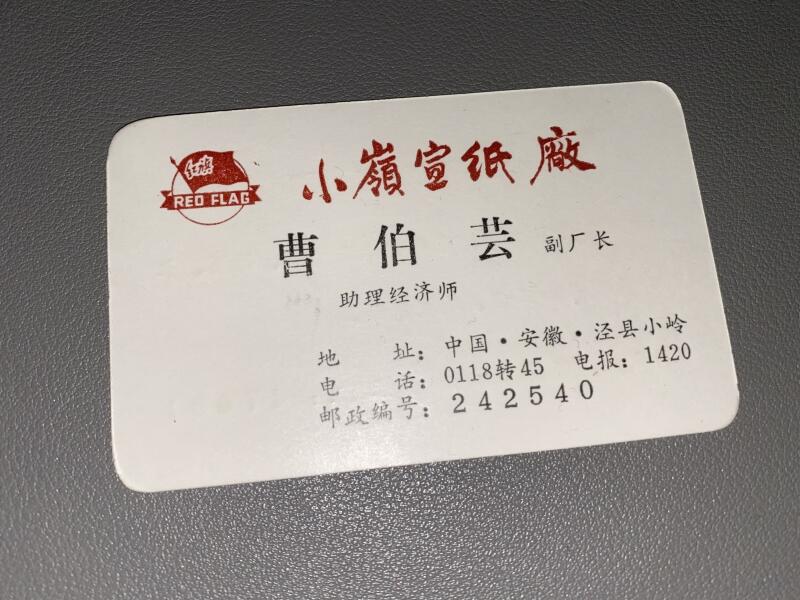 红旗
RED FLAG
小嶺宣纸廠
曹伯芸 副厂长
助理经济师
地址：中国·安徽·泾县小岭
电话：0118转45 电报：1420
邮政编号：242540